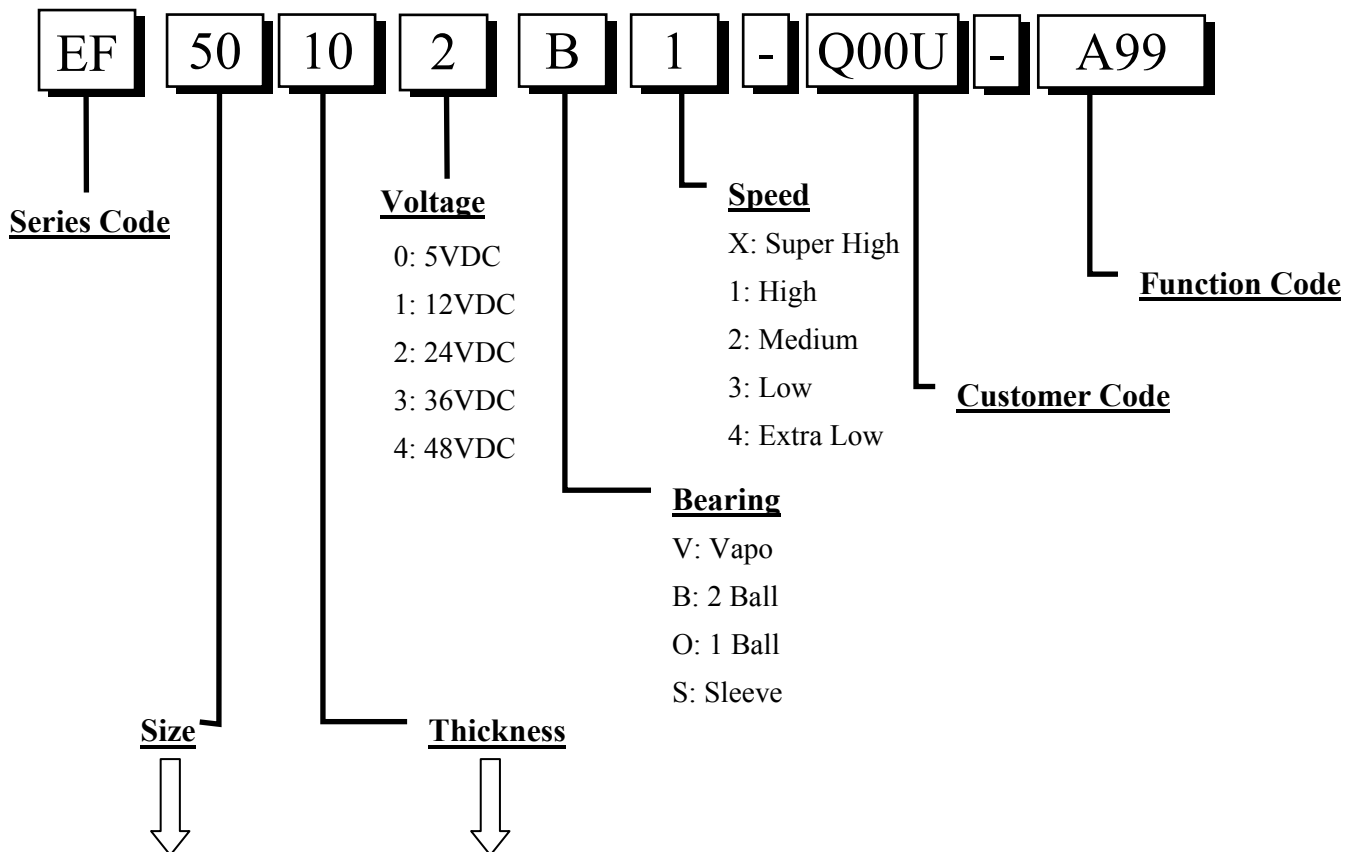 EF 50 10 2 B 1 - Q00U - A99
Series Code
Voltage
0: 5VDC
1: 12VDC
2: 24VDC
3: 36VDC
4: 48VDC
Speed
X: Super High
1: High
2: Medium
3: Low
4: Extra Low
Function Code
Customer Code
Bearing
V: Vapo
B: 2 Ball
O: 1 Ball
S: Sleeve
Size
Thickness